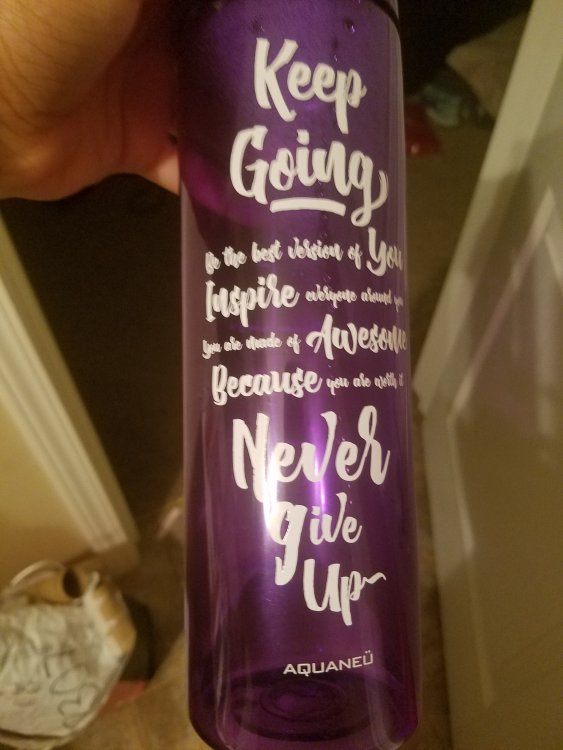 Keep
Going
Be the best version of You
Inspire everyone around you
You are made of Awesome
Because you are worth it
Never
give
Up
AQUANEÜ